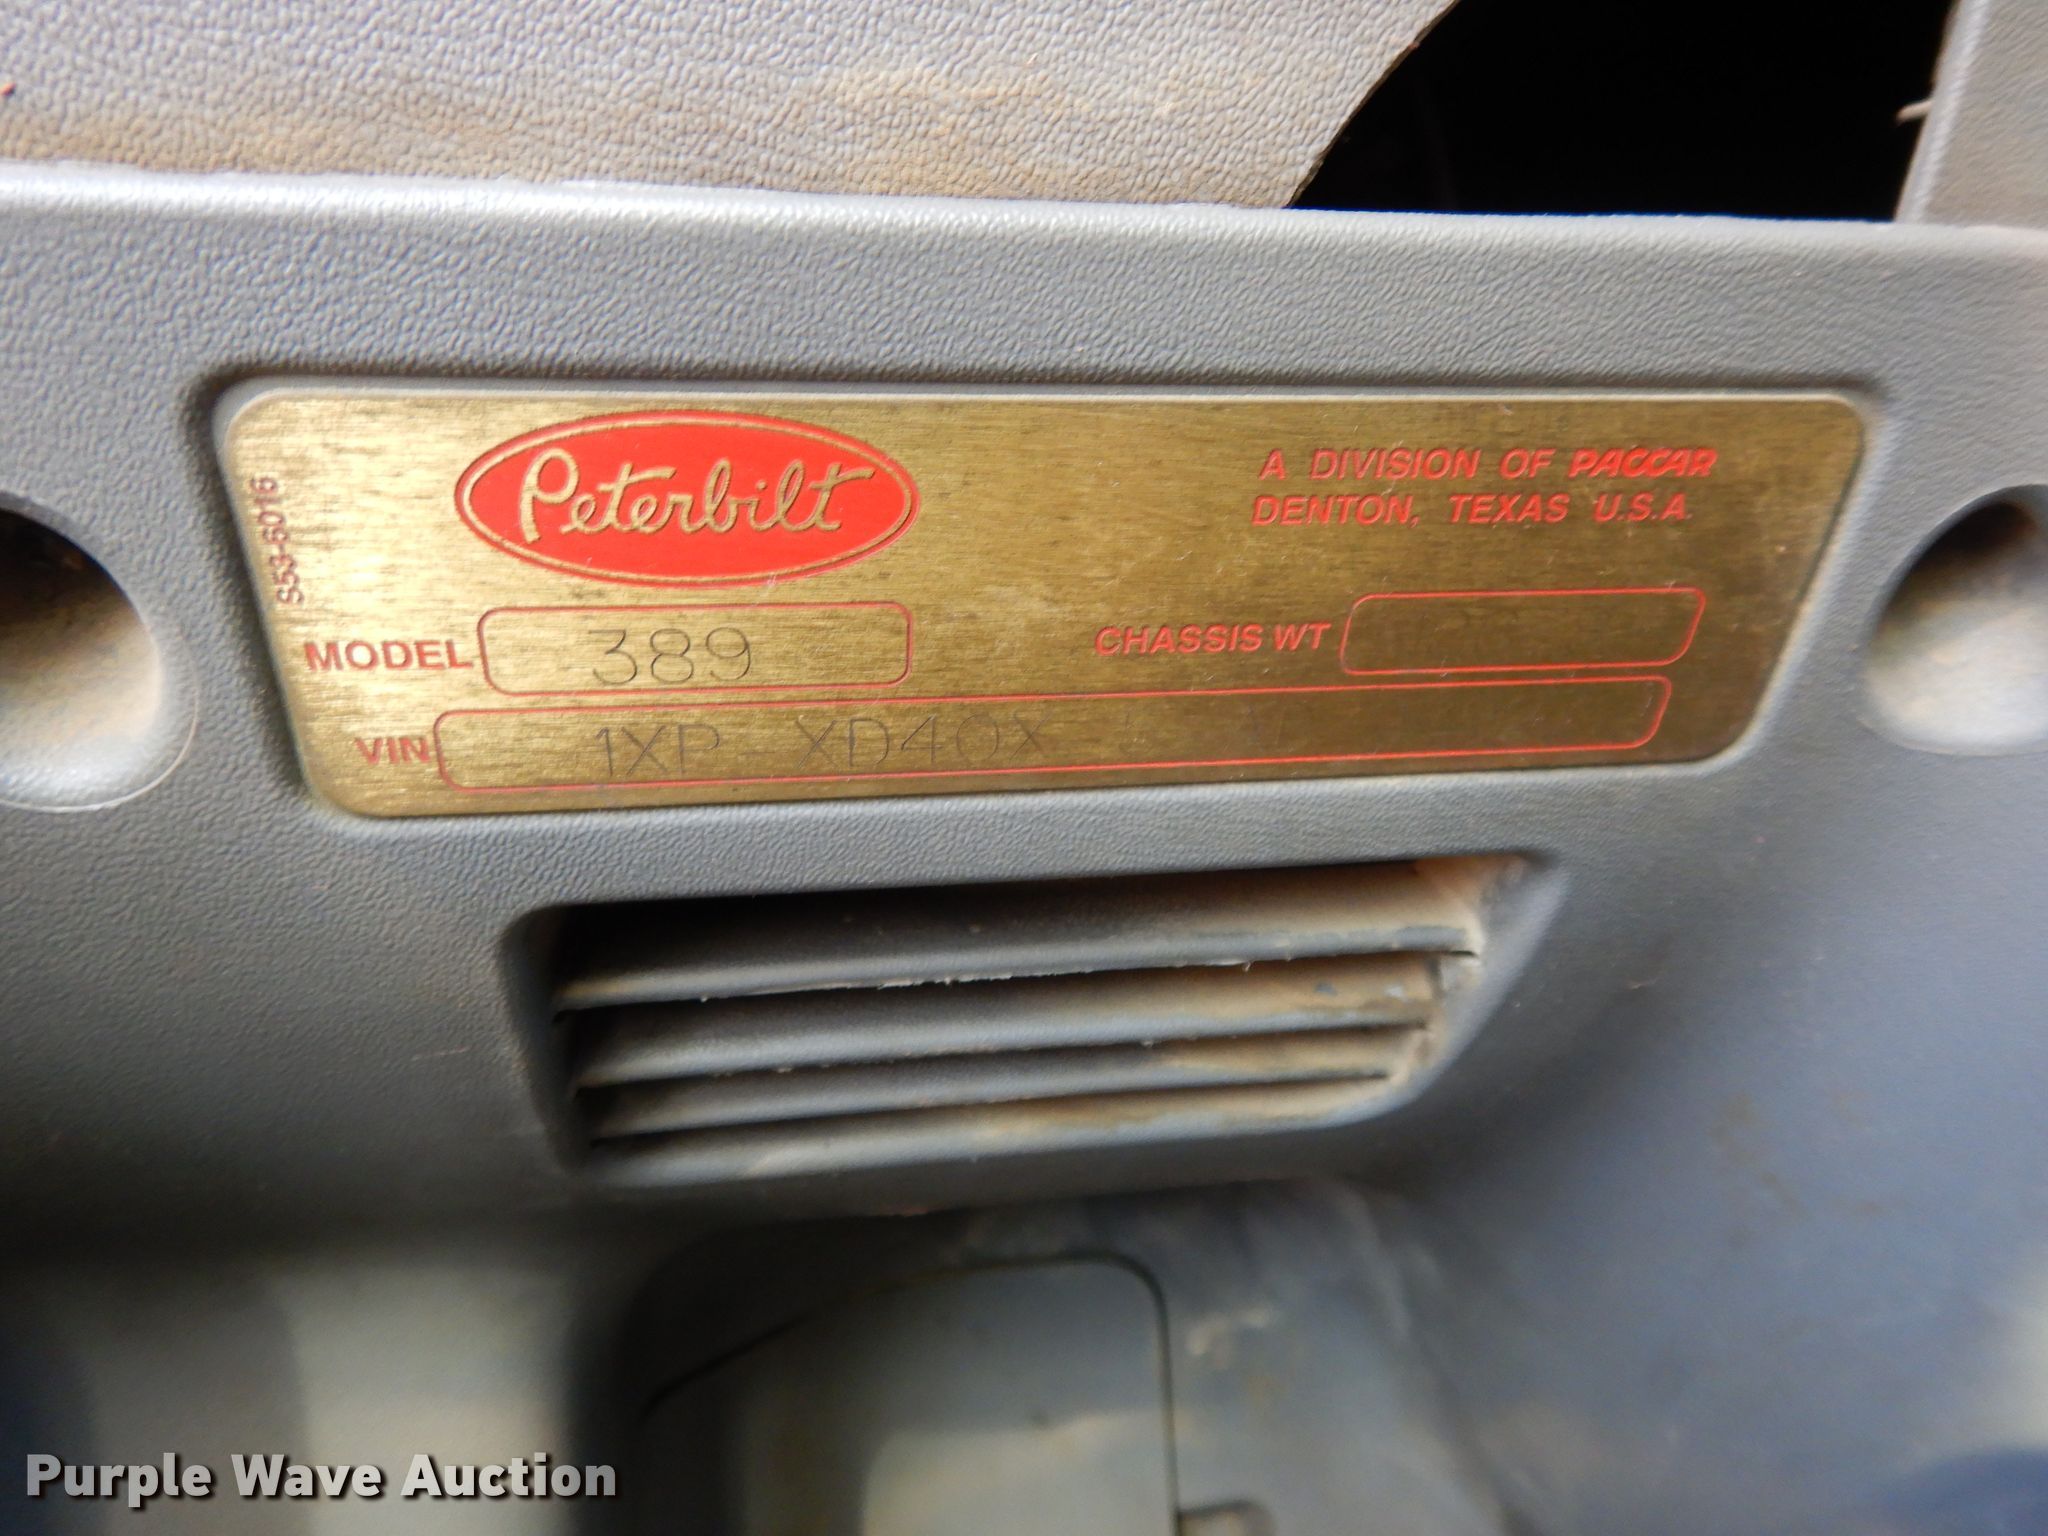 Peterbilt
A DIVISION OF PACCAR
DENTON, TEXAS U.S.A.
S53-6016
MODEL 389
CHASSIS WT
VIN 1XP-XD40X
Purple Wave Auction